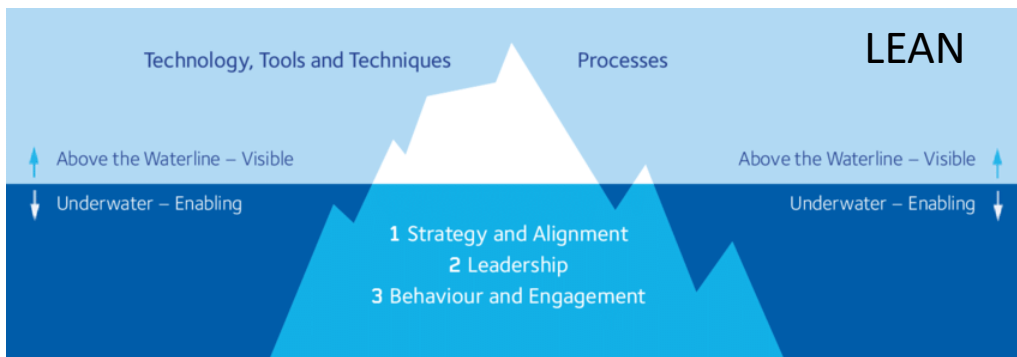 LEAN
Technology, Tools and Techniques
Processes
Above the Waterline – Visible
Above the Waterline – Visible
Underwater – Enabling
Underwater – Enabling
1 Strategy and Alignment
2 Leadership
3 Behaviour and Engagement